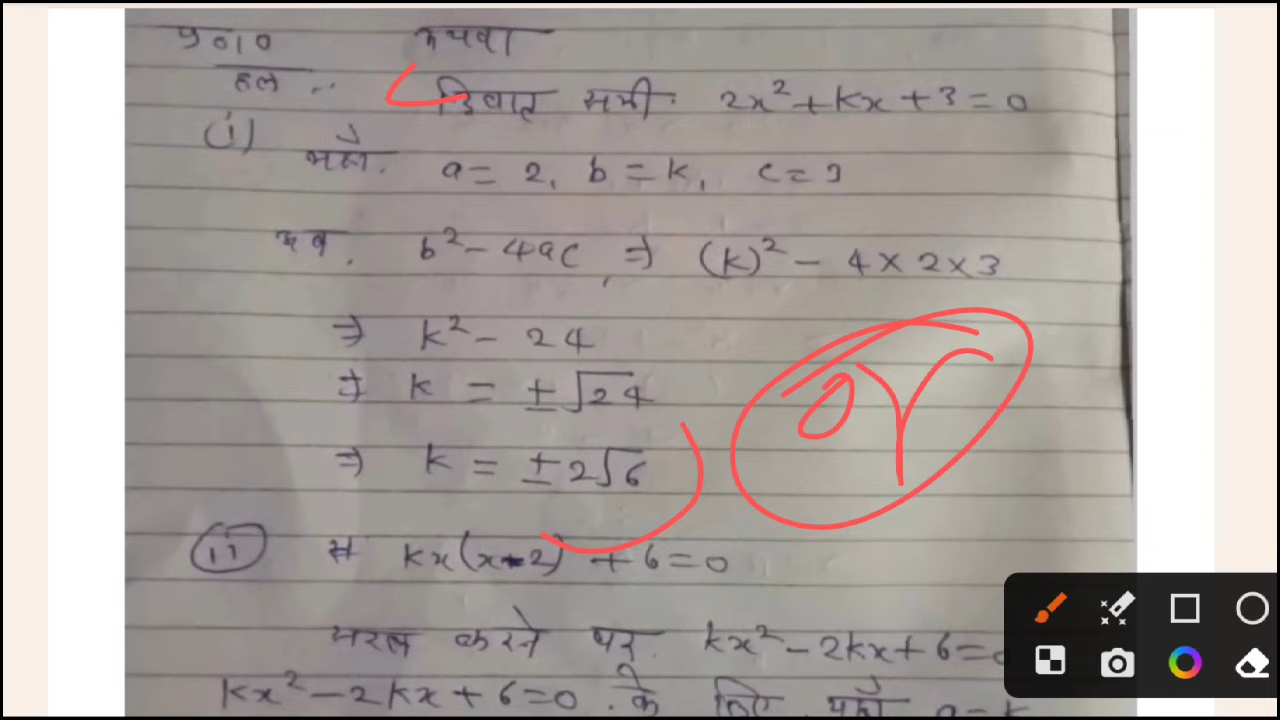 प्र010 अथवा
हल :-
(i) द्विघात समी. 2x²+kx+3=0
यहाँ. a=2, b=k, c=3
अब. b²-4ac, ⇒ (k)²-4×2×3
⇒ k²-24
⇒ k = ±√24
⇒ k = ±2√6
or
(ii) kx(x-2)+6=0
सरल करने पर kx²-2kx+6=0
kx²-2kx+6=0. के लिए. यहाँ a=k